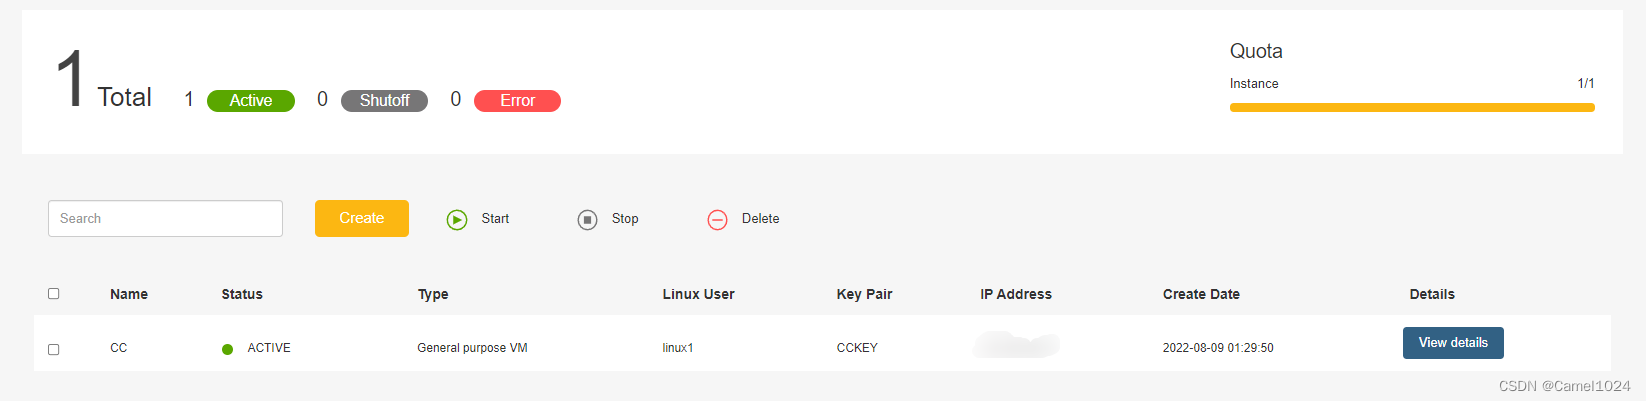 1 Total 1 Active 0 Shutoff 0 Error
Quota
Instance 1/1
Search Create Start Stop Delete
Name Status Type Linux User Key Pair IP Address Create Date Details
CC ACTIVE General purpose VM linux1 CCKEY 2022-08-09 01:29:50 View details
CSDN @Camel1024